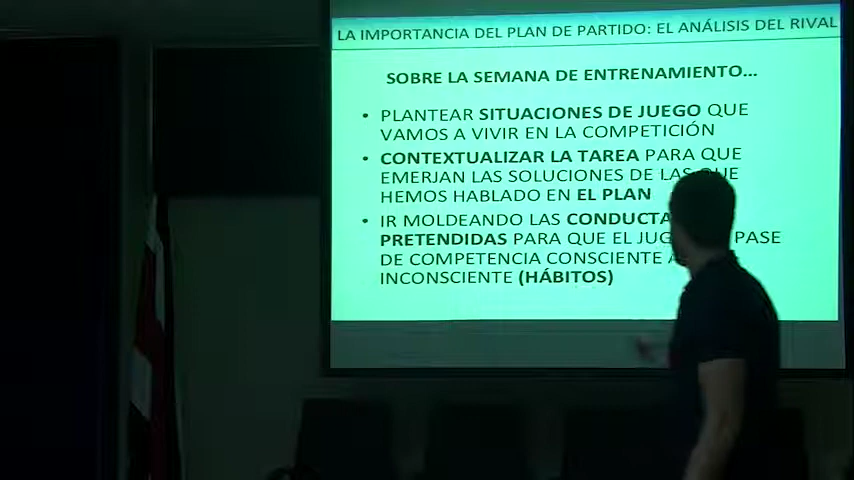 LA IMPORTANCIA DEL PLAN DE PARTIDO: EL ANÁLISIS DEL RIVAL
SOBRE LA SEMANA DE ENTRENAMIENTO...
• PLANTEAR SITUACIONES DE JUEGO QUE
VAMOS A VIVIR EN LA COMPETICIÓN
• CONTEXTUALIZAR LA TAREA PARA QUE
EMERJAN LAS SOLUCIONES DE LAS QUE
HEMOS HABLADO EN EL PLAN
• IR MOLDEANDO LAS
PRETENDIDAS PARA QUE EL PASE
DE COMPETENCIA CONSCIENTE
INCONSCIENTE (HÁBITOS)